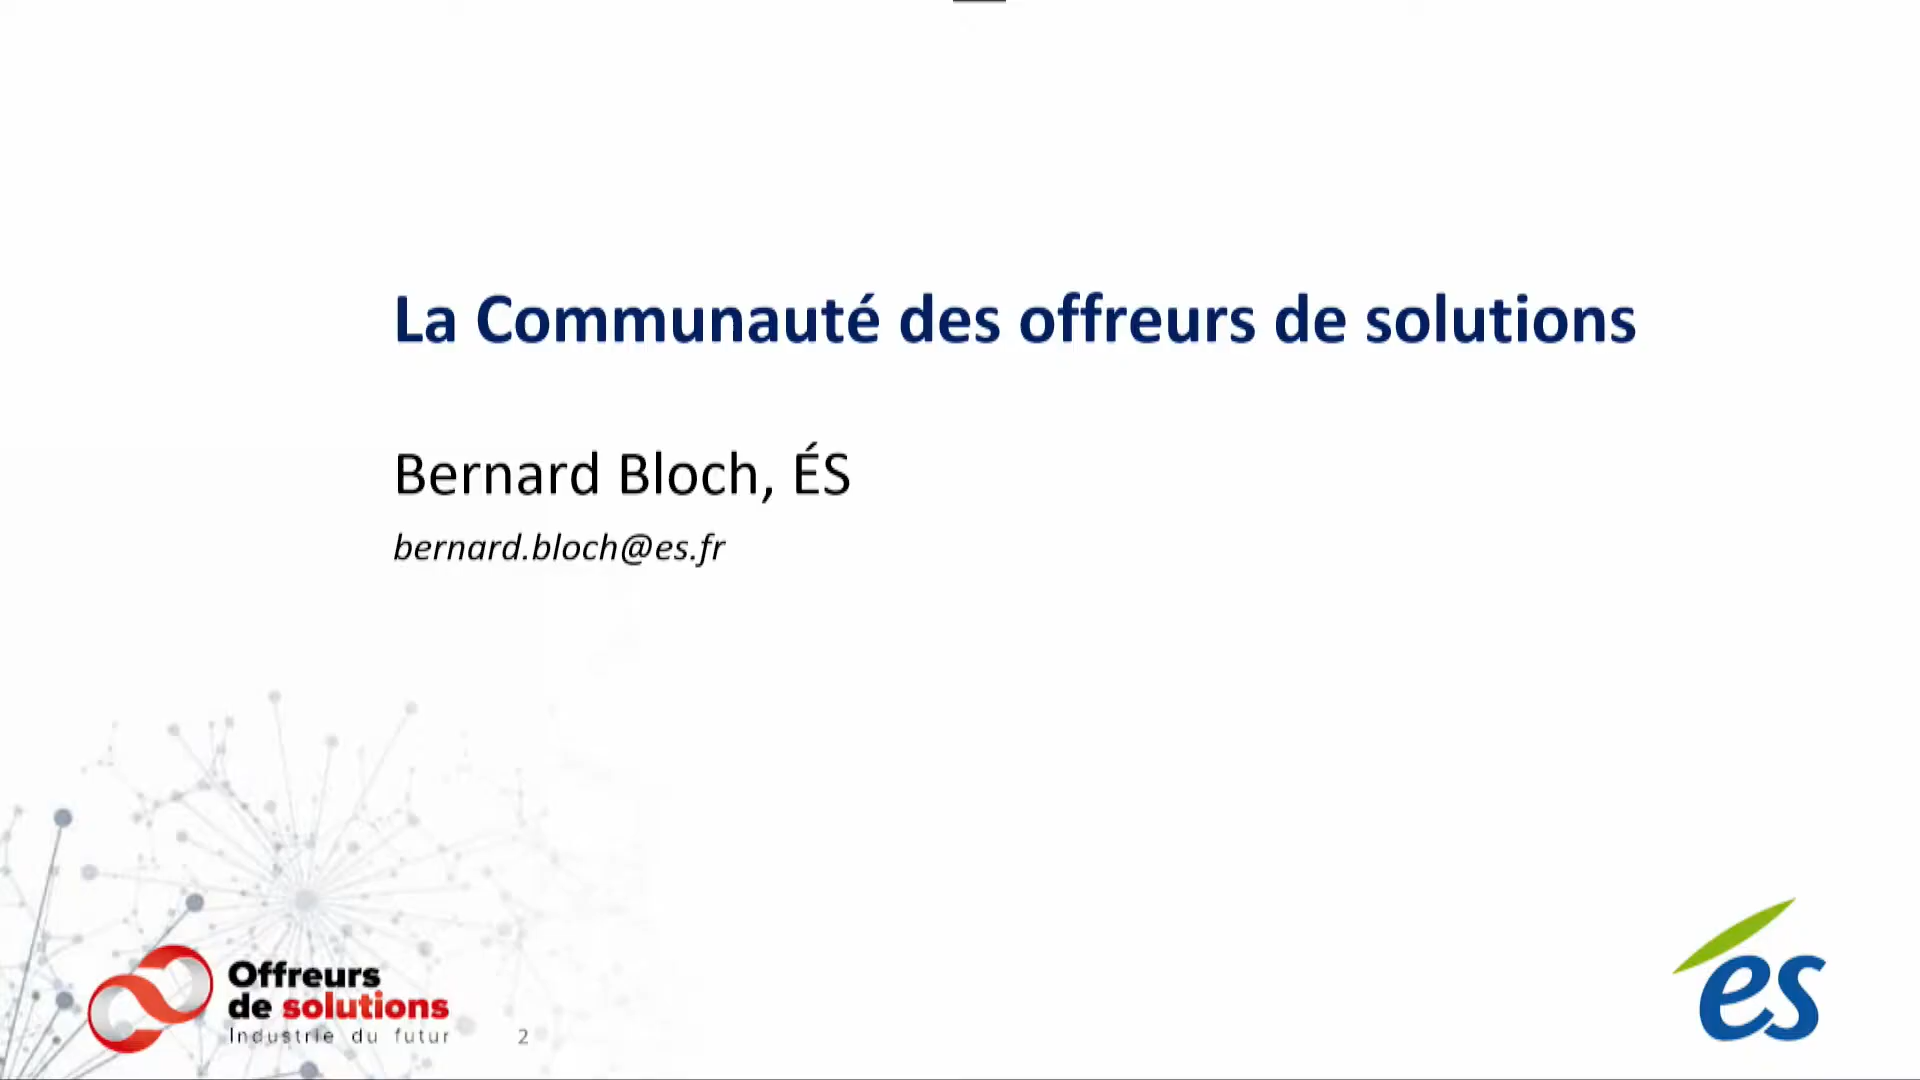 La Communauté des offreurs de solutions
Bernard Bloch, ÉS
bernard.bloch@es.fr
Offreurs
de solutions
Industrie du futur
2
és